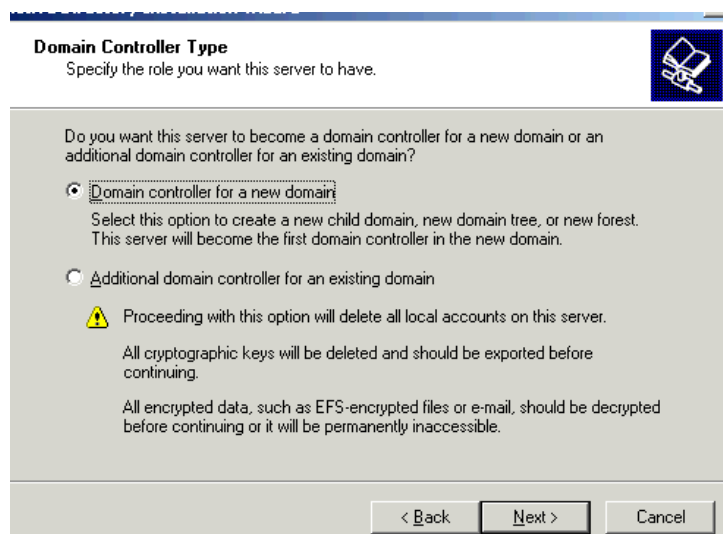 Domain Controller Type
Specify the role you want this server to have.
Do you want this server to become a domain controller for a new domain or an
additional domain controller for an existing domain?
Domain controller for a new domain
Select this option to create a new child domain, new domain tree, or new forest.
This server will become the first domain controller in the new domain.
Additional domain controller for an existing domain
Proceeding with this option will delete all local accounts on this server.
All cryptographic keys will be deleted and should be exported before
continuing.
All encrypted data, such as EFS-encrypted files or e-mail, should be decrypted
before continuing or it will be permanently inaccessible.
< Back Next > Cancel